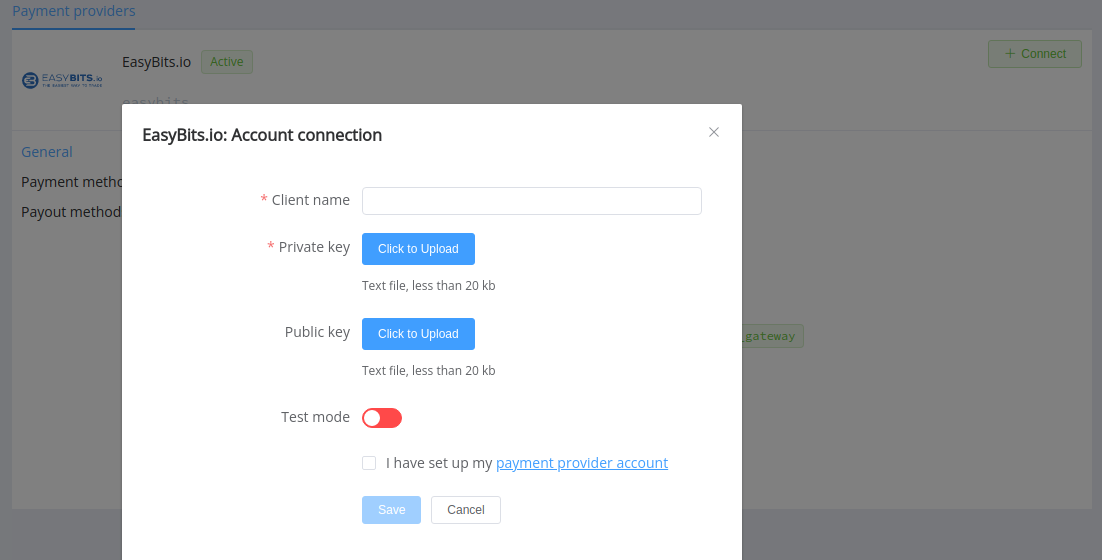 Payment providers
EASYBITS.io
THE EASIEST WAY TO TRADE
EasyBits.io
Active
+ Connect
easybits
General
Payment metho
Payout method
EasyBits.io: Account connection
* Client name
* Private key
Click to Upload
Text file, less than 20 kb
Public key
Click to Upload
Text file, less than 20 kb
_gateway
Test mode
I have set up my payment provider account
Save
Cancel